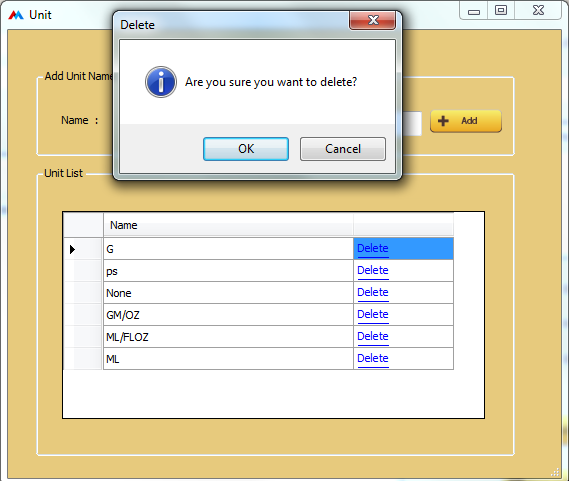 Unit
Delete
Are you sure you want to delete?
OK Cancel
Add Unit Name
Name :
Add
Unit List
Name
G Delete
ps Delete
None Delete
GM/OZ Delete
ML/FLOZ Delete
ML Delete